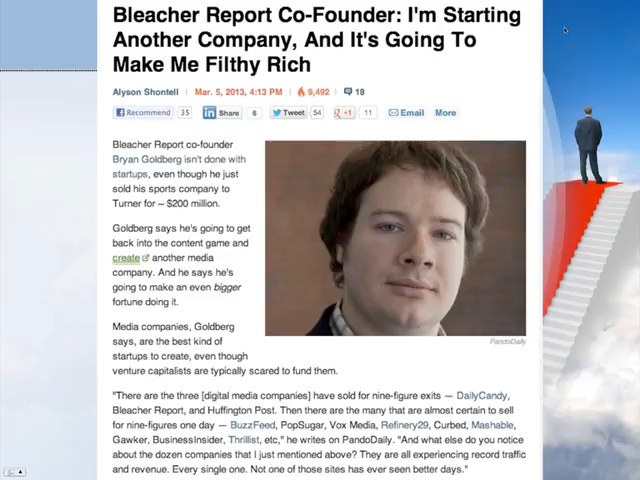 Bleacher Report Co-Founder: I'm Starting
Another Company, And It's Going To
Make Me Filthy Rich
Alyson Shontell | Mar. 5, 2013, 4:13 PM | 9,492 | 18
Recommend 35 Share 6 Tweet 54 +1 11 Email More
Bleacher Report co-founder
Bryan Goldberg isn't done with
startups, even though he just
sold his sports company to
Turner for ~ $200 million.
Goldberg says he's going to get
back into the content game and
create another media
company. And he says he's
going to make an even bigger
fortune doing it.
PandoDaily
Media companies, Goldberg
says, are the best kind of
startups to create, even though
venture capitalists are typically scared to fund them.
"There are the three [digital media companies] have sold for nine-figure exits — DailyCandy,
Bleacher Report, and Huffington Post. Then there are the many that are almost certain to sell
for nine-figures one day — BuzzFeed, PopSugar, Vox Media, Refinery29, Curbed, Mashable,
Gawker, BusinessInsider, Thrillist, etc," he writes on PandoDaily. "And what else do you notice
about the dozen companies that I just mentioned above? They are all experiencing record traffic
and revenue. Every single one. Not one of those sites has ever seen better days."